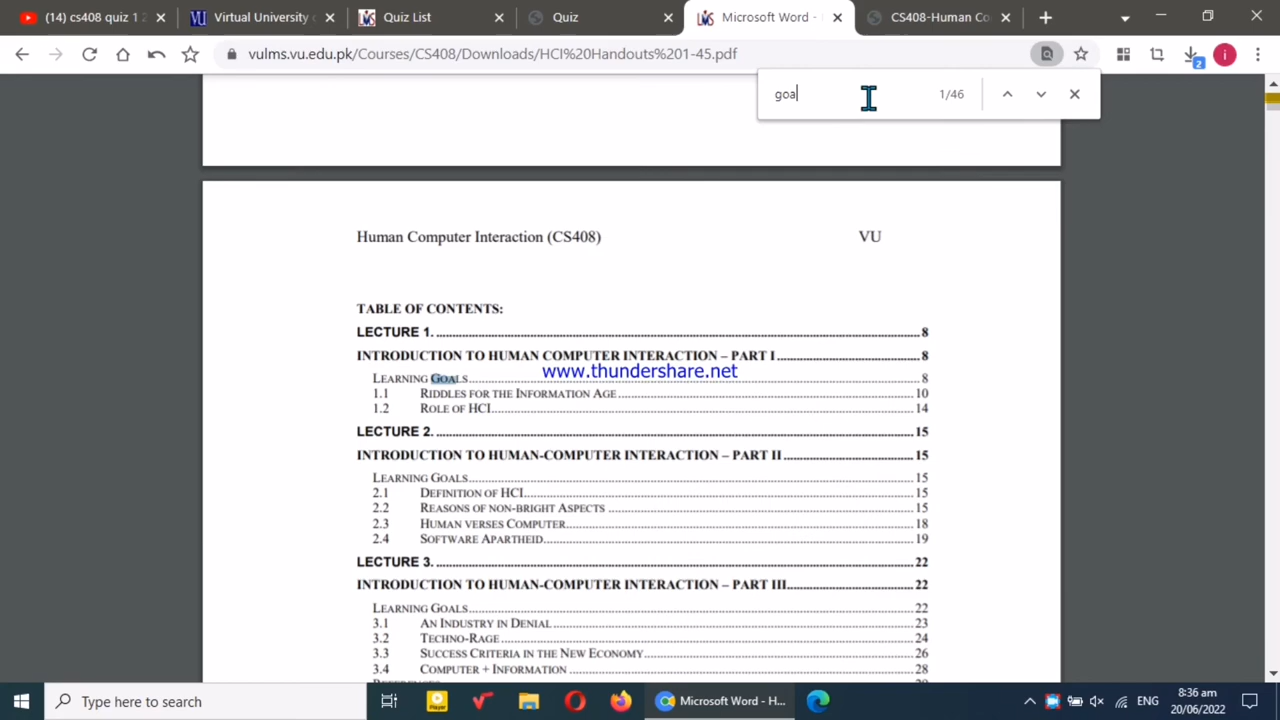 (14) cs408 quiz 1 2
Virtual University
Quiz List
Quiz
Microsoft Word -
CS408-Human Co
vulms.vu.edu.pk/Courses/CS408/Downloads/HCI%20Handouts%201-45.pdf
2
i
goa
1/46
Human Computer Interaction (CS408) VU
TABLE OF CONTENTS:
LECTURE 1. 8
INTRODUCTION TO HUMAN COMPUTER INTERACTION – PART I 8
www.thundershare.net
LEARNING GOALS 8
1.1 RIDDLES FOR THE INFORMATION AGE 10
1.2 ROLE OF HCI 14
LECTURE 2. 15
INTRODUCTION TO HUMAN-COMPUTER INTERACTION – PART II 15
LEARNING GOALS 15
2.1 DEFINITION OF HCI 15
2.2 REASONS OF NON-BRIGHT ASPECTS 15
2.3 HUMAN VERSES COMPUTER 18
2.4 SOFTWARE APARTHEID 19
LECTURE 3. 22
INTRODUCTION TO HUMAN-COMPUTER INTERACTION – PART III 22
LEARNING GOALS 22
3.1 AN INDUSTRY IN DENIAL 23
3.2 TECHNO-RAGE 24
3.3 SUCCESS CRITERIA IN THE NEW ECONOMY 26
3.4 COMPUTER + INFORMATION 28
Type here to search
Player
Microsoft Word - H...
ENG
8:36 am
20/06/2022